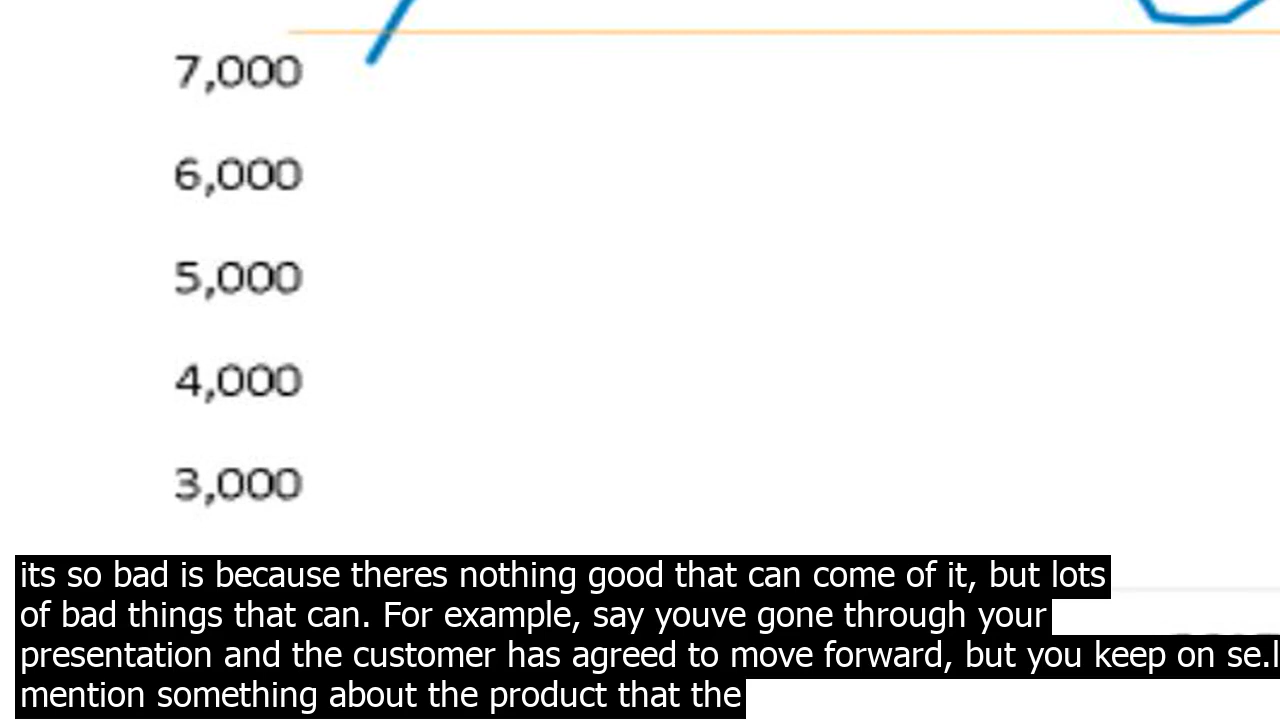 7,000
6,000
5,000
4,000
3,000
its so bad is because theres nothing good that can come of it, but lots
of bad things that can. For example, say youve gone through your
presentation and the customer has agreed to move forward, but you keep on se.l
mention something about the product that the